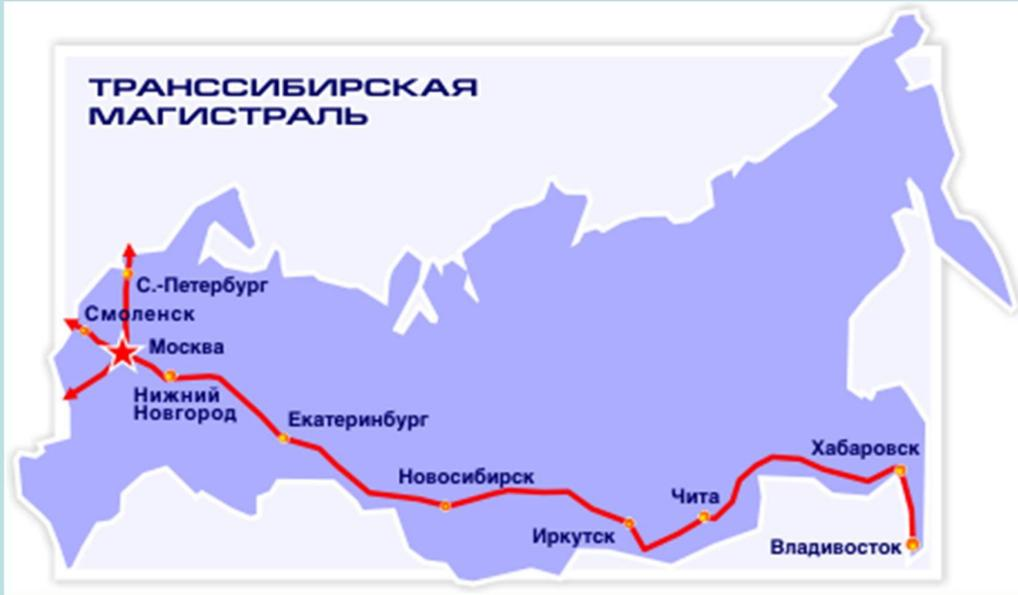 ТРАНССИБИРСКАЯ
МАГИСТРАЛЬ
С.-Петербург
Смоленск
Москва
Нижний
Новгород
Екатеринбург
Новосибирск
Иркутск
Чита
Хабаровск
Владивосток